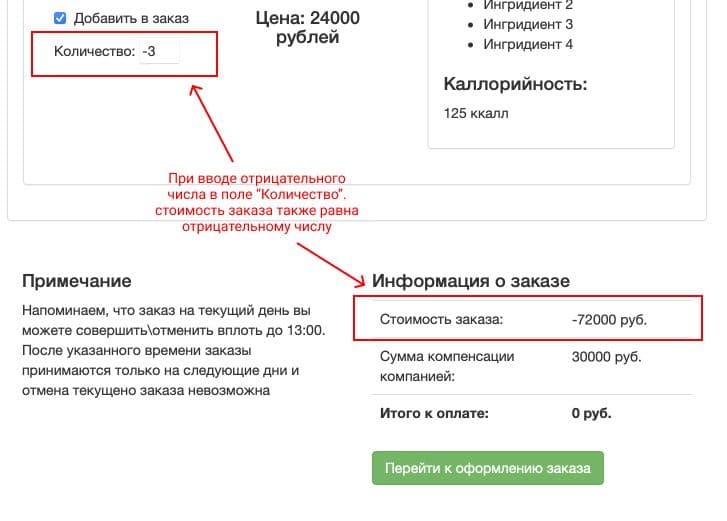 Добавить в заказ
Количество: -3
Цена: 24000
рублей
Ингридиент 2
Ингридиент 3
Ингридиент 4
Каллорийность:
125 ккалл
При вводе отрицательного
числа в поле “Количество”.
стоимость заказа также равна
отрицательному числу
Примечание
Напоминаем, что заказ на текущий день вы
можете совершить\отменить вплоть до 13:00.
После указанного времени заказы
принимаются только на следующие дни и
отмена текущено заказа невозможна
Информация о заказе
Стоимость заказа: -72000 руб.
Сумма компенсации 30000 руб.
компанией:
Итого к оплате: 0 руб.
Перейти к оформлению заказа